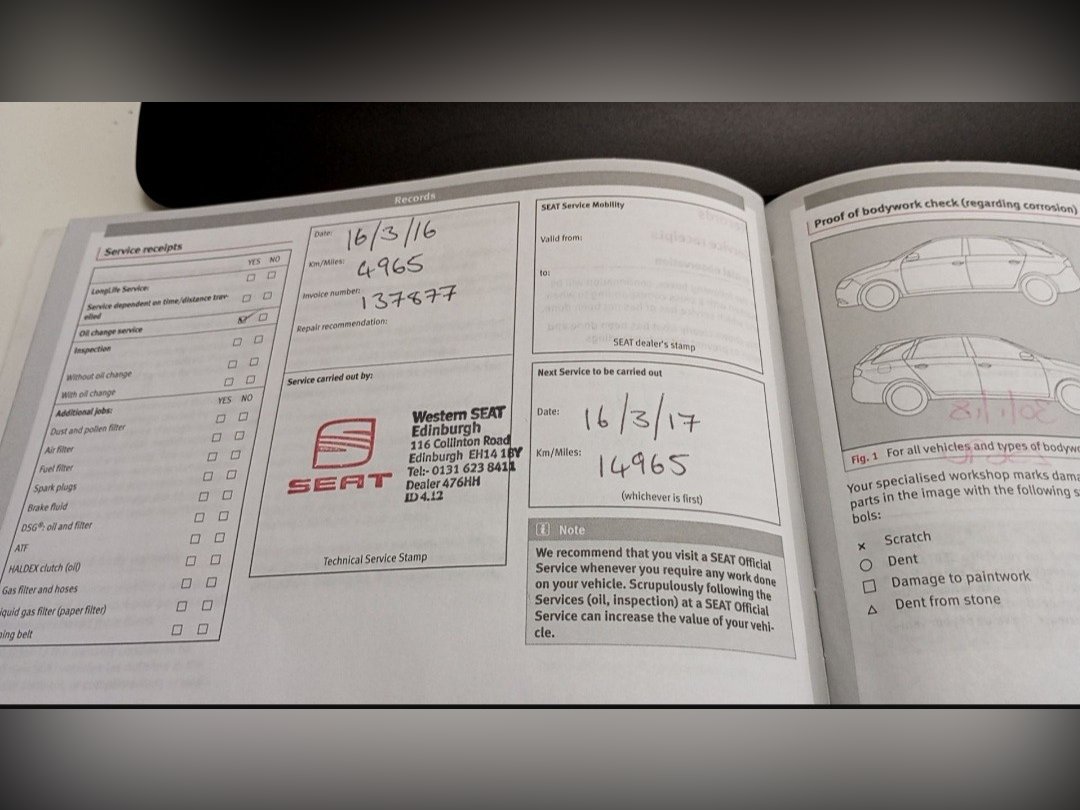 Records
Service receipts
YES NO
LongLife Service:
Service dependent on time/distance trav-
elled
Oil change service
Inspection
Without oil change
With oil change
Additional jobs:
YES NO
Dust and pollen filter
Air filter
Fuel filter
Spark plugs
Brake fluid
DSG®: oil and filter
ATF
HALDEX clutch (oil)
Gas filter and hoses
iquid gas filter (paper filter)
ing belt
Date: 16/3/16
Km/Miles: 4965
Invoice number: 137877
Repair recommendation:
Service carried out by:
SEAT
Western SEAT
Edinburgh
116 Collinton Road
Edinburgh EH14 1BY
Tel:- 0131 623 8411
Dealer 476HH
ID 4.12
Technical Service Stamp
SEAT Service Mobility
Valid from:
to:
SEAT dealer's stamp
Next Service to be carried out
Date: 16/3/17
Km/Miles: 14965
(whichever is first)
i Note
We recommend that you visit a SEAT Official
Service whenever you require any work done
on your vehicle. Scrupulously following the
Services (oil, inspection) at a SEAT Official
Service can increase the value of your vehi-
cle.
Proof of bodywork check (regarding corrosion)
Fig. 1 For all vehicles and types of bodywo
Your specialised workshop marks dama
parts in the image with the following s
bols:
x Scratch
○ Dent
□ Damage to paintwork
△ Dent from stone